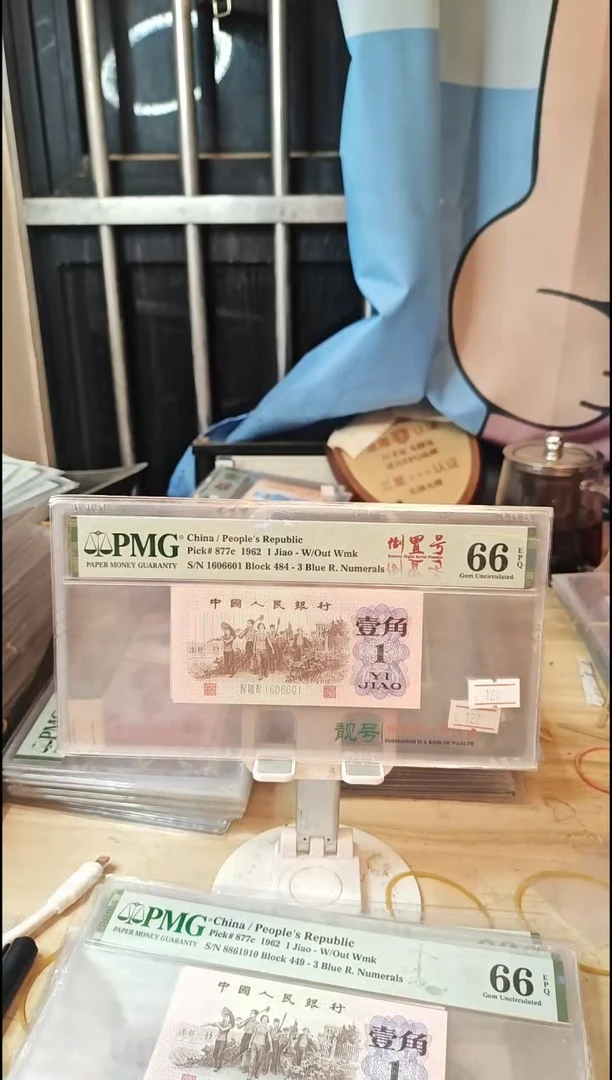 认证
PMG
PAPER MONEY GUARANTY
China / People's Republic
Pick# 877c 1962 1 Jiao - W/Out Wmk
S/N 1606601 Block 484 - 3 Blue R. Numerals
倒置号
66
EPQ
Gem Uncirculated
中國人民銀行
壹角
1
YI
JIAO
1606601
120
靓号
POSSESSION IS A KIND OF WEALTH
PMG
PMG
PAPER MONEY GUARANTY
China / People's Republic
Pick# 877c 1962 1 Jiao - W/Out Wmk
S/N 8861910 Block 449 - 3 Blue R. Numerals
66
EPQ
Gem Uncirculated
中國人民銀行
壹角
1